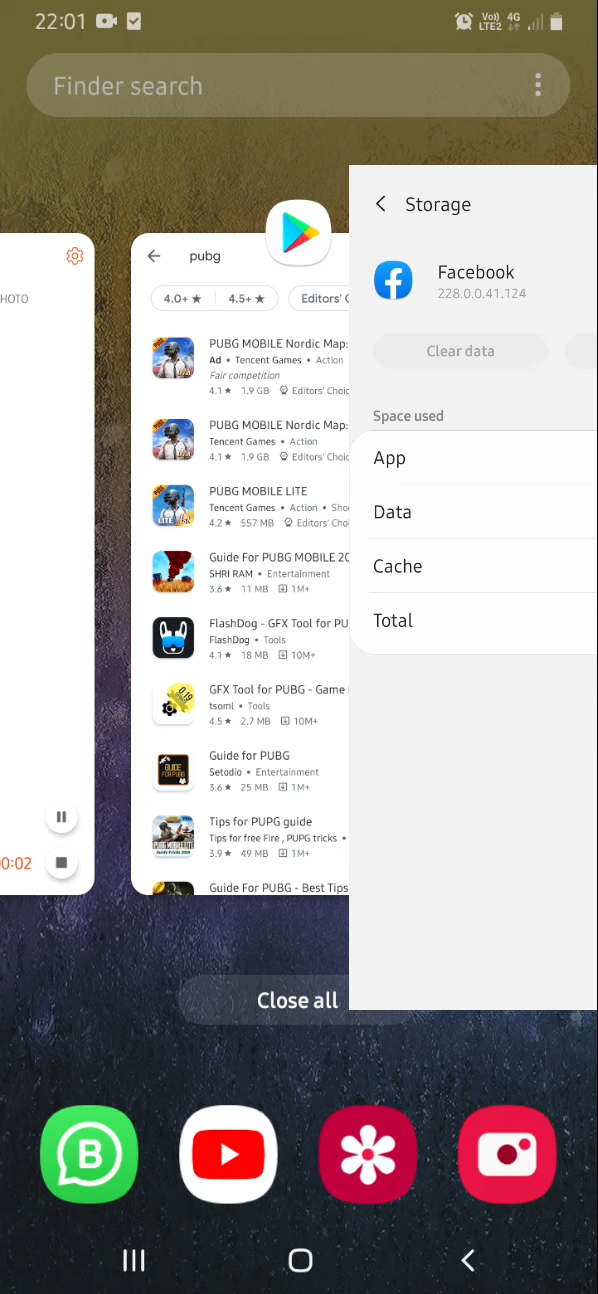 22:01
Vo)) LTE2 4G
Finder search
HOTO
00:02
pubg
4.0+ ★ 4.5+ ★ Editors' C
PUBG MOBILE Nordic Map:
Ad • Tencent Games • Action
Fair competition
4.1 ★ 1.9 GB Editors' Choic
PUBG MOBILE Nordic Map:
Tencent Games • Action
4.1 ★ 1.9 GB Editors' Choic
PUBG MOBILE LITE
Tencent Games • Action • Shoo
4.2 ★ 557 MB Editors' Choi
Guide For PUBG MOBILE 20
SHRI RAM • Entertainment
3.6 ★ 11 MB 1M+
FlashDog - GFX Tool for PU
FlashDog • Tools
4.1 ★ 18 MB 10M+
GFX Tool for PUBG - Game
tsoml • Tools
4.5 ★ 2.7 MB 10M+
Guide for PUBG
Setodio • Entertainment
3.6 ★ 25 MB 1M+
Tips for PUPG guide
Tips for free Fire , PUPG tricks •
3.9 ★ 49 MB 1M+
Guide For PUBG - Best Tips
Storage
Facebook
228.0.0.41.124
Clear data
Space used
App
Data
Cache
Total
Close all
B